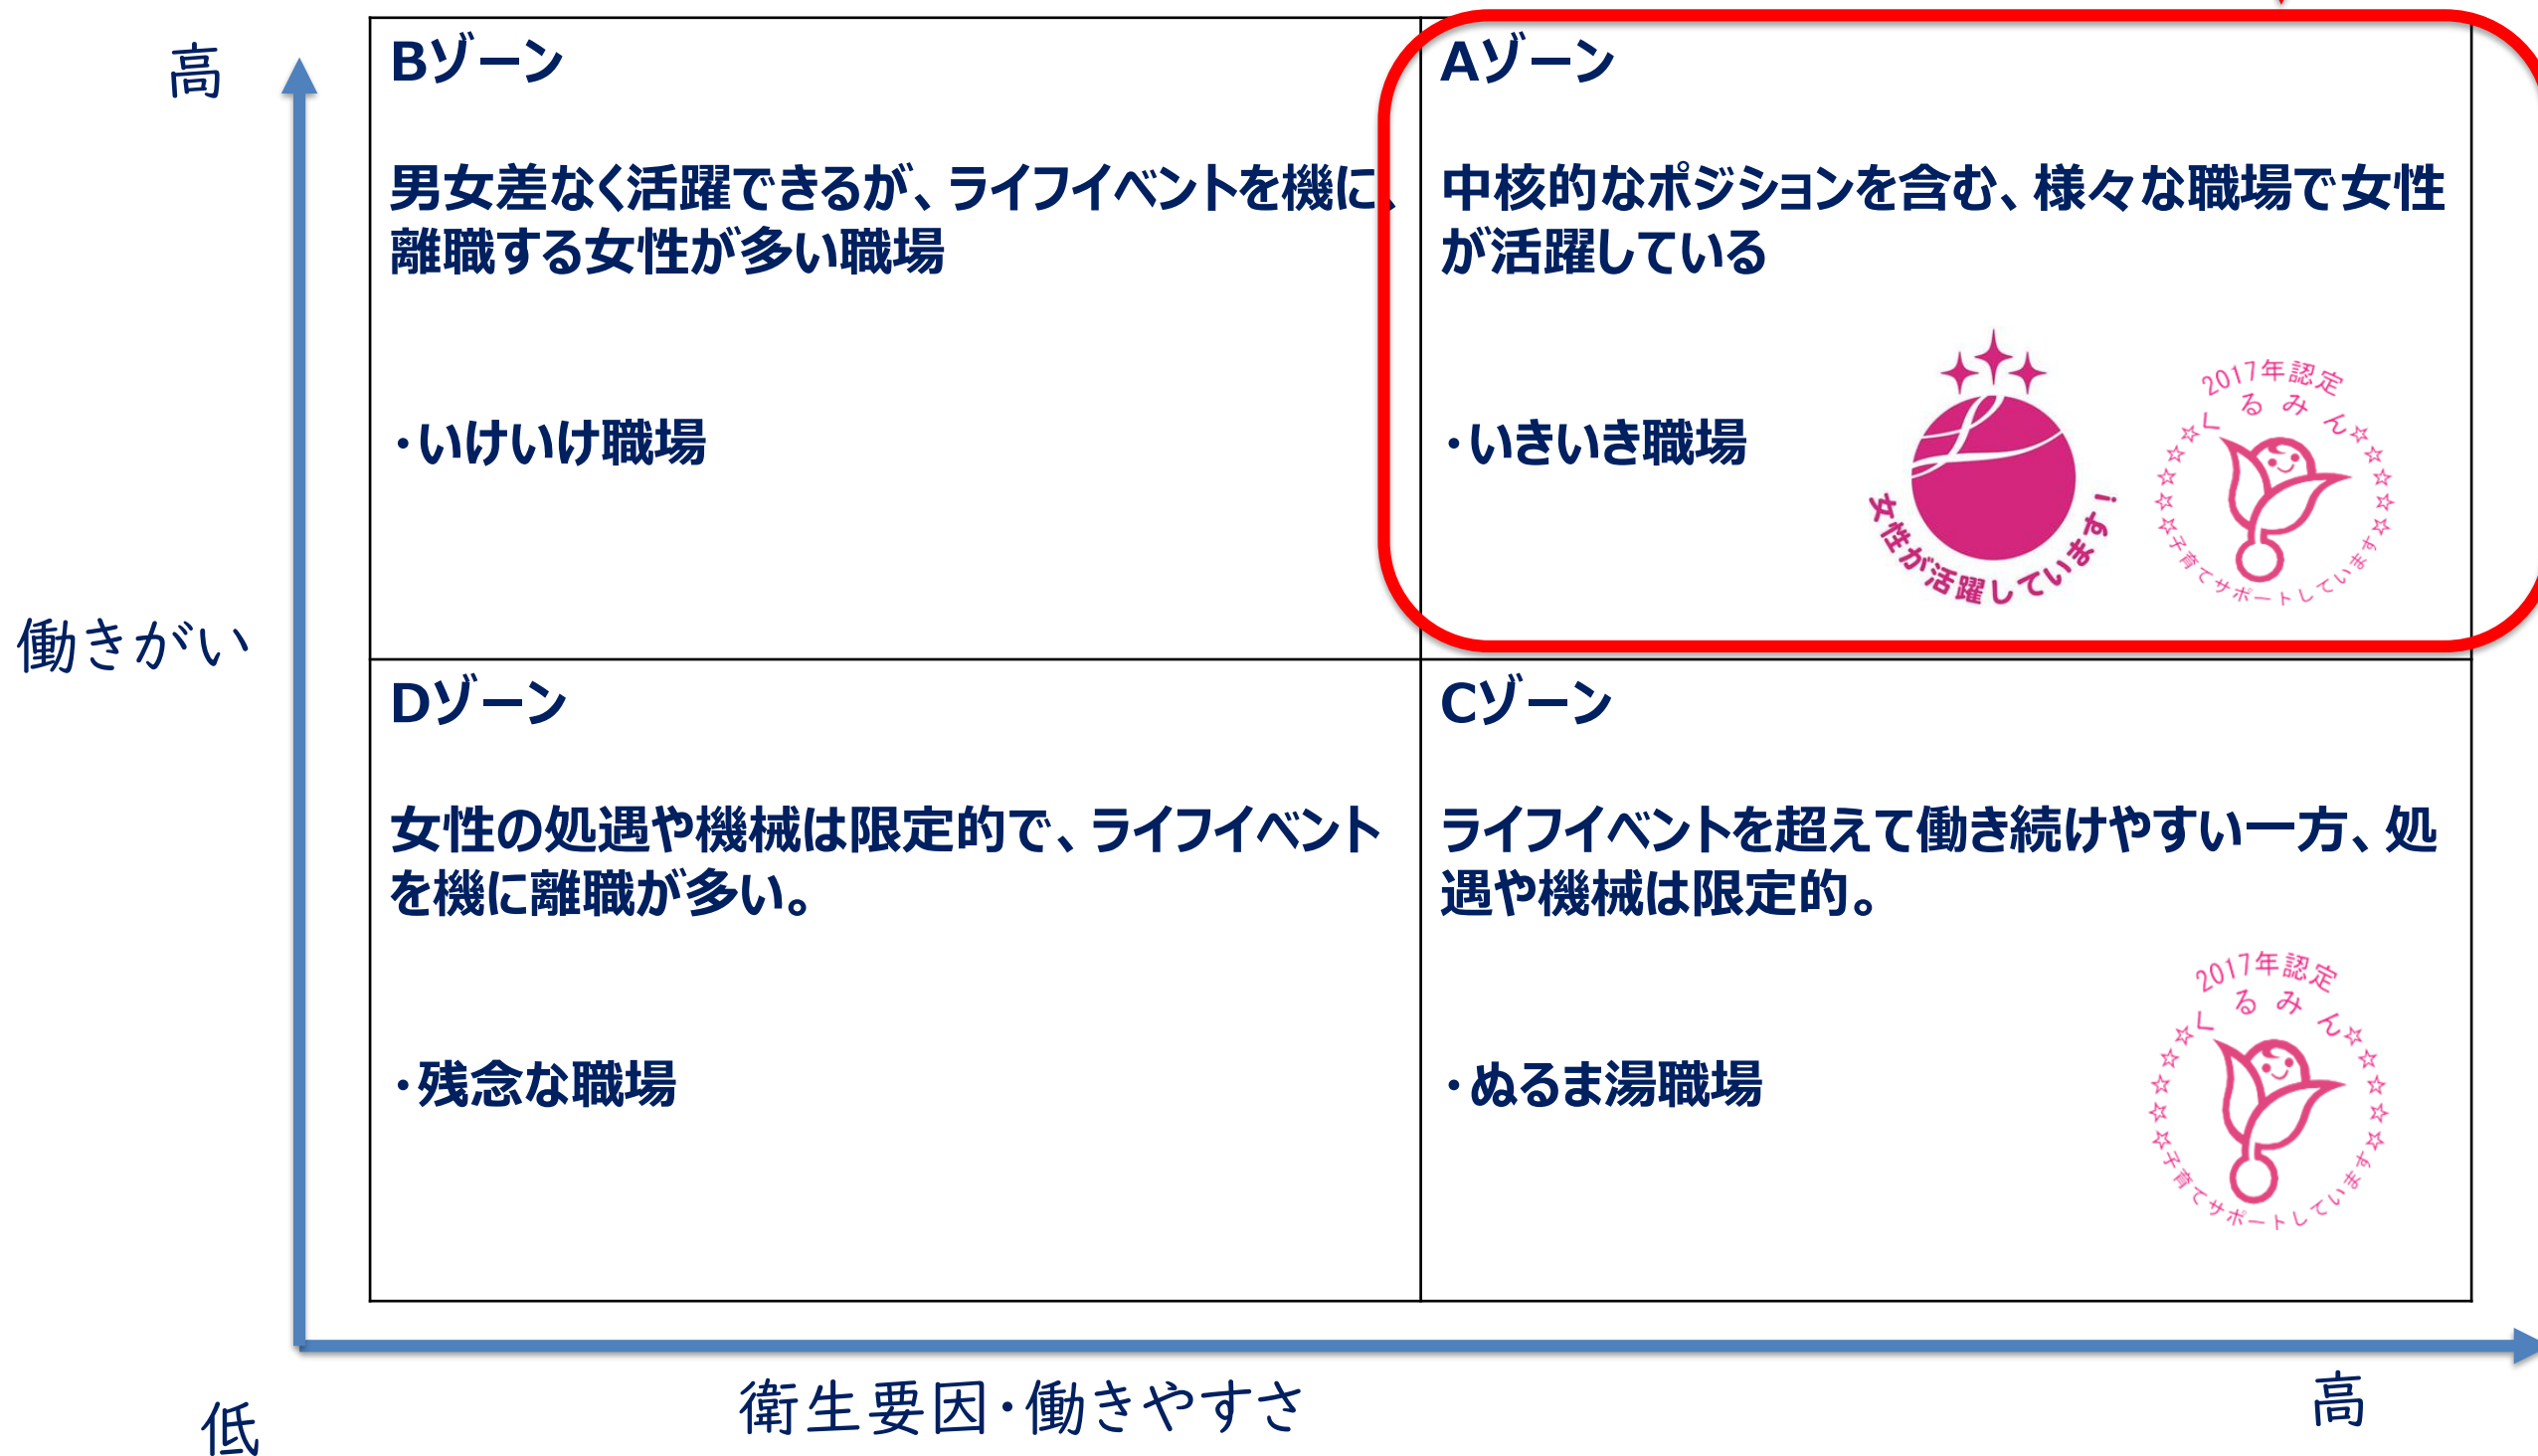 高
Bゾーン
男女差なく活躍できるが、ライフイベントを機に、
離職する女性が多い職場
・いけいけ職場
Aゾーン
中核的なポジションを含む、様々な職場で女性
が活躍している
・いきいき職場
女性が活躍しています!
2017年認定
くるみん
子育てサポートしています
働きがい
Dゾーン
女性の処遇や機械は限定的で、ライフイベント
を機に離職が多い。
・残念な職場
Cゾーン
ライフイベントを超えて働き続けやすい一方、処
遇や機械は限定的。
・ぬるま湯職場
2017年認定
くるみん
子育てサポートしています
低
衛生要因・働きやすさ
高